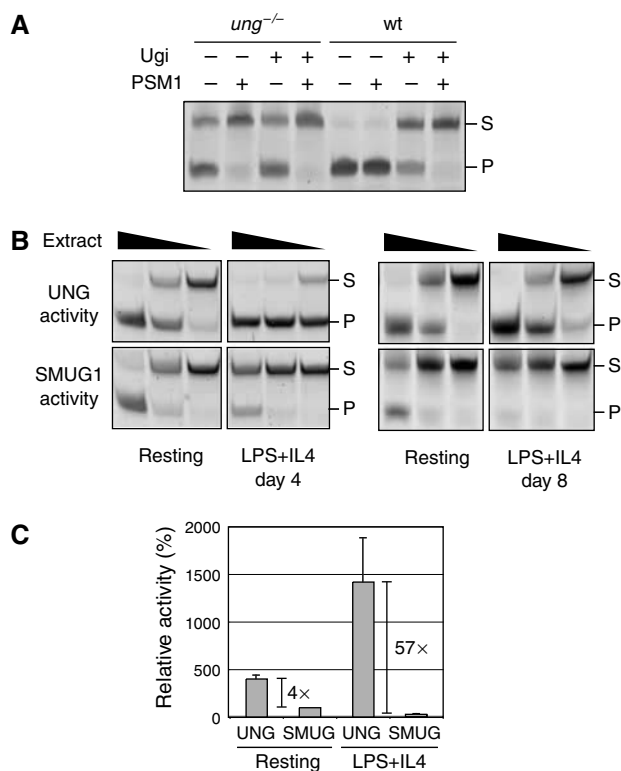 A
ung−/− wt
Ugi − − + + − − + +
PSM1 − + − + − + − +
S
P
B
Extract
UNG activity
S
P
SMUG1 activity
S
P
Resting LPS+IL4 day 4 Resting LPS+IL4 day 8
C
Relative activity (%)
2000
1500
1000
500
0
4×
57×
UNG SMUG UNG SMUG
Resting LPS+IL4